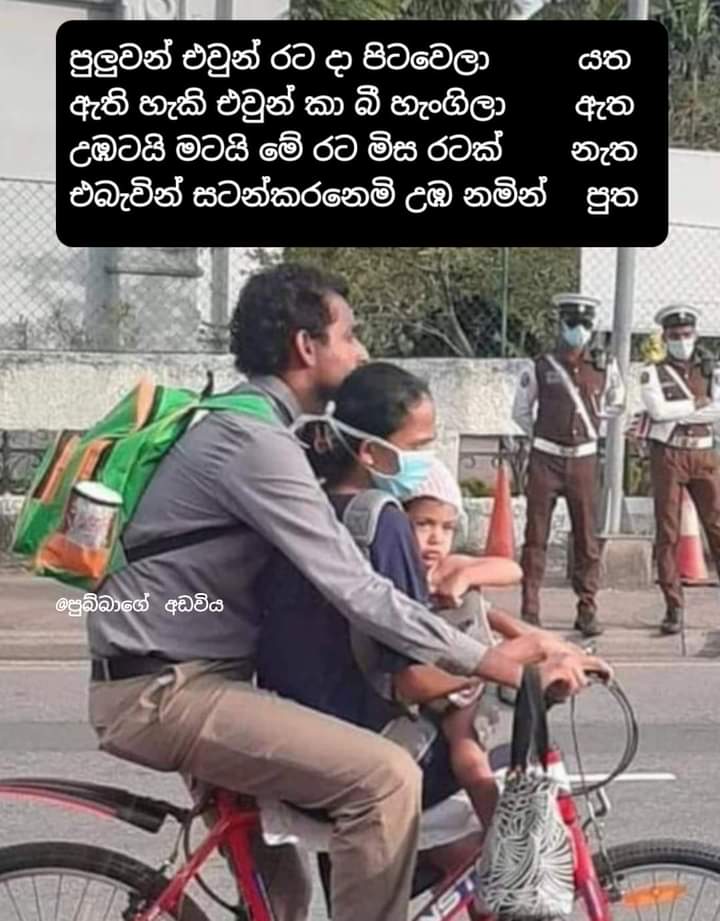 පුලුවන් එවුන් රට දා පිටවෙලා යත
ඇති හැකි එවුන් කා බී හැංගිලා ඇත
උඹටයි මටයි මේ රට මිස රටක් නැත
එබැවින් සටන්කරනෙමි උඹ නමින් පුත
@පුබ්බාගේ අඩවිය